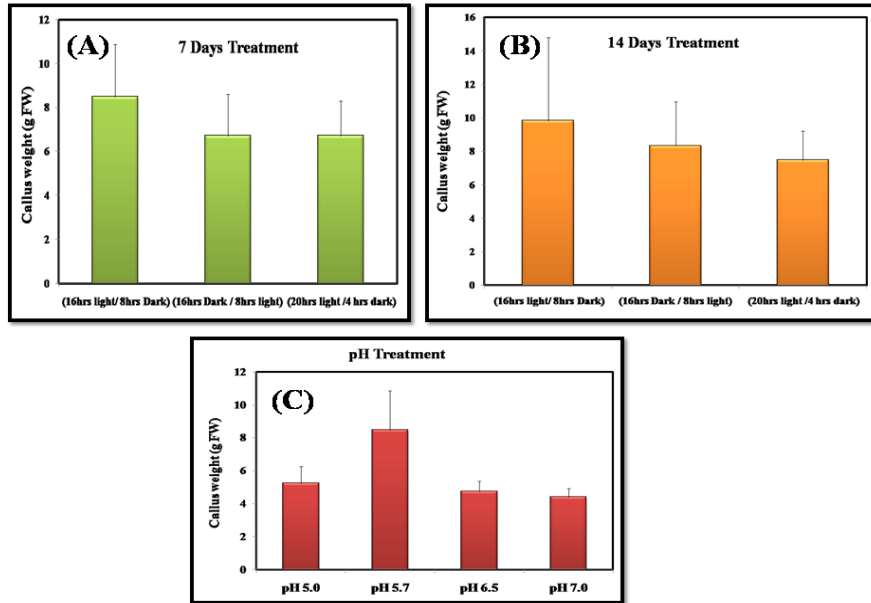 (A)
7 Days Treatment
Callus weight (g FW)
12
10
8
6
4
2
0
(16hrs light/ 8hrs Dark) (16hrs Dark / 8hrs light) (20hrs light /4 hrs dark)
(B)
14 Days Treatment
Callus weight (g FW)
16
14
12
10
8
6
4
2
0
(16hrs light/ 8hrs Dark) (16hrs Dark / 8hrs light) (20hrs light /4 hrs dark)
pH Treatment
(C)
Callus weight (g FW)
12
10
8
6
4
2
0
pH 5.0 pH 5.7 pH 6.5 pH 7.0